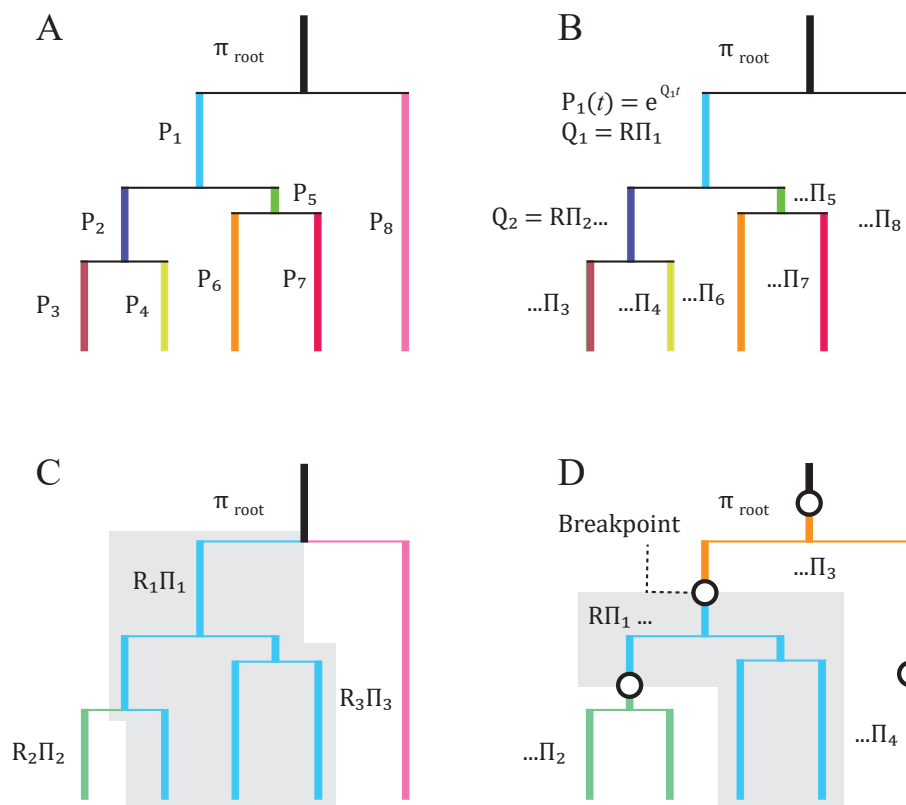 A
π root
P₁
P₅
P₂
P₈
P₆
P₇
P₃
P₄
B
π root
P₁(t) = e^Q₁t
Q₁ = RΠ₁
...Π₅
Q₂ = RΠ₂...
...Π₈
...Π₆
...Π₇
...Π₃
...Π₄
C
π root
R₁Π₁
R₃Π₃
R₂Π₂
D
π root
Breakpoint
...Π₃
RΠ₁ ...
...Π₄
...Π₂